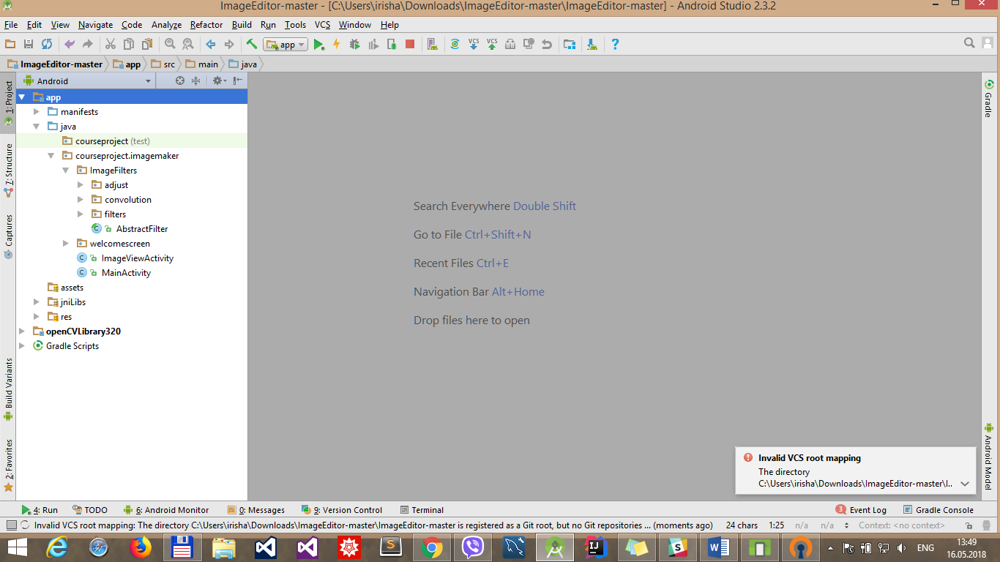 ImageEditor-master - [C:\Users\irisha\Downloads\ImageEditor-master\ImageEditor-master] - Android Studio 2.3.2
File Edit View Navigate Code Analyze Refactor Build Run Tools VCS Window Help
app
VCS VCS
ImageEditor-master app src main java
1: Project
7: Structure
Captures
Build Variants
2: Favorites
Android
app
manifests
java
courseproject (test)
courseproject.imagemaker
ImageFilters
adjust
convolution
filters
AbstractFilter
welcomescreen
ImageViewActivity
MainActivity
assets
jniLibs
res
openCVLibrary320
Gradle Scripts
Search Everywhere Double Shift
Go to File Ctrl+Shift+N
Recent Files Ctrl+E
Navigation Bar Alt+Home
Drop files here to open
Gradle
Android Model
Invalid VCS root mapping
The directory
C:\Users\irisha\Downloads\ImageEditor-master\I...
4: Run TODO 6: Android Monitor 0: Messages 9: Version Control Terminal 3 Event Log Gradle Console
Invalid VCS root mapping: The directory C:\Users\irisha\Downloads\ImageEditor-master\ImageEditor-master is registered as a Git root, but no Git repositories ... (moments ago) 24 chars 1:25 n/a n/a Context: <no context>
ENG 13:49
16.05.2018